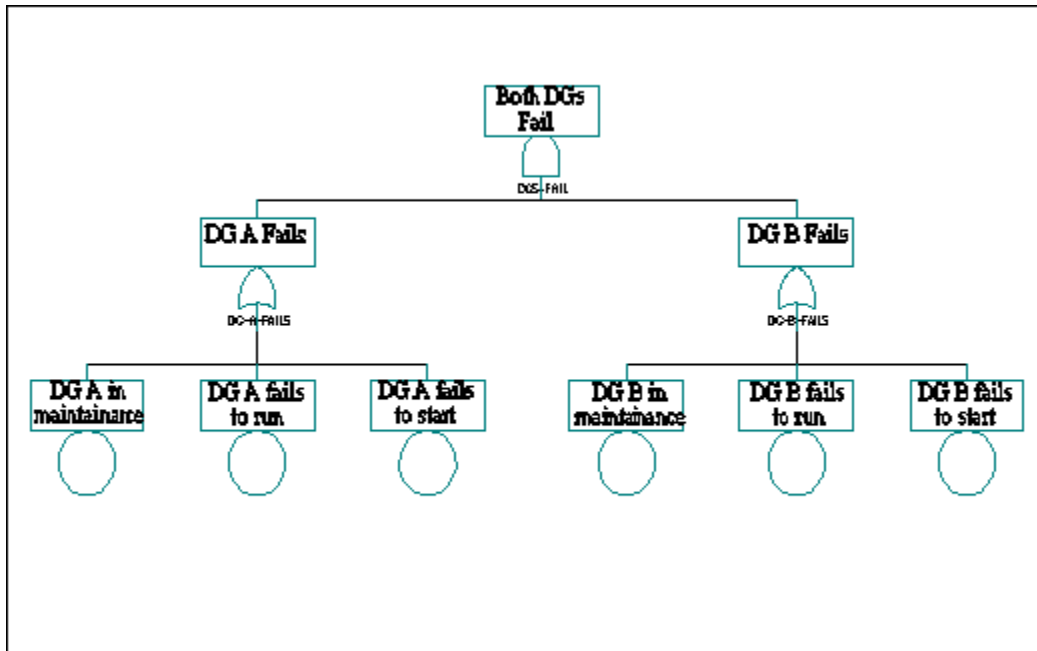 Both DGs
Fail
DGS-FAIL
DG A Fails
DG B Fails
DG-A-FAILS
DG-B-FAILS
DG A in
maintainance
DG A fails
to run
DG A fails
to start
DG B in
maintainance
DG B fails
to run
DG B fails
to start